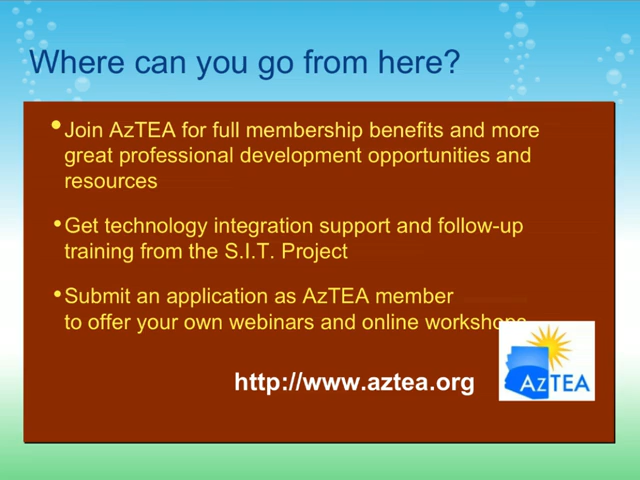 Where can you go from here?
•Join AzTEA for full membership benefits and more
great professional development opportunities and
resources
•Get technology integration support and follow-up
training from the S.I.T. Project
•Submit an application as AzTEA member
to offer your own webinars and online workshops
http://www.aztea.org
AzTEA